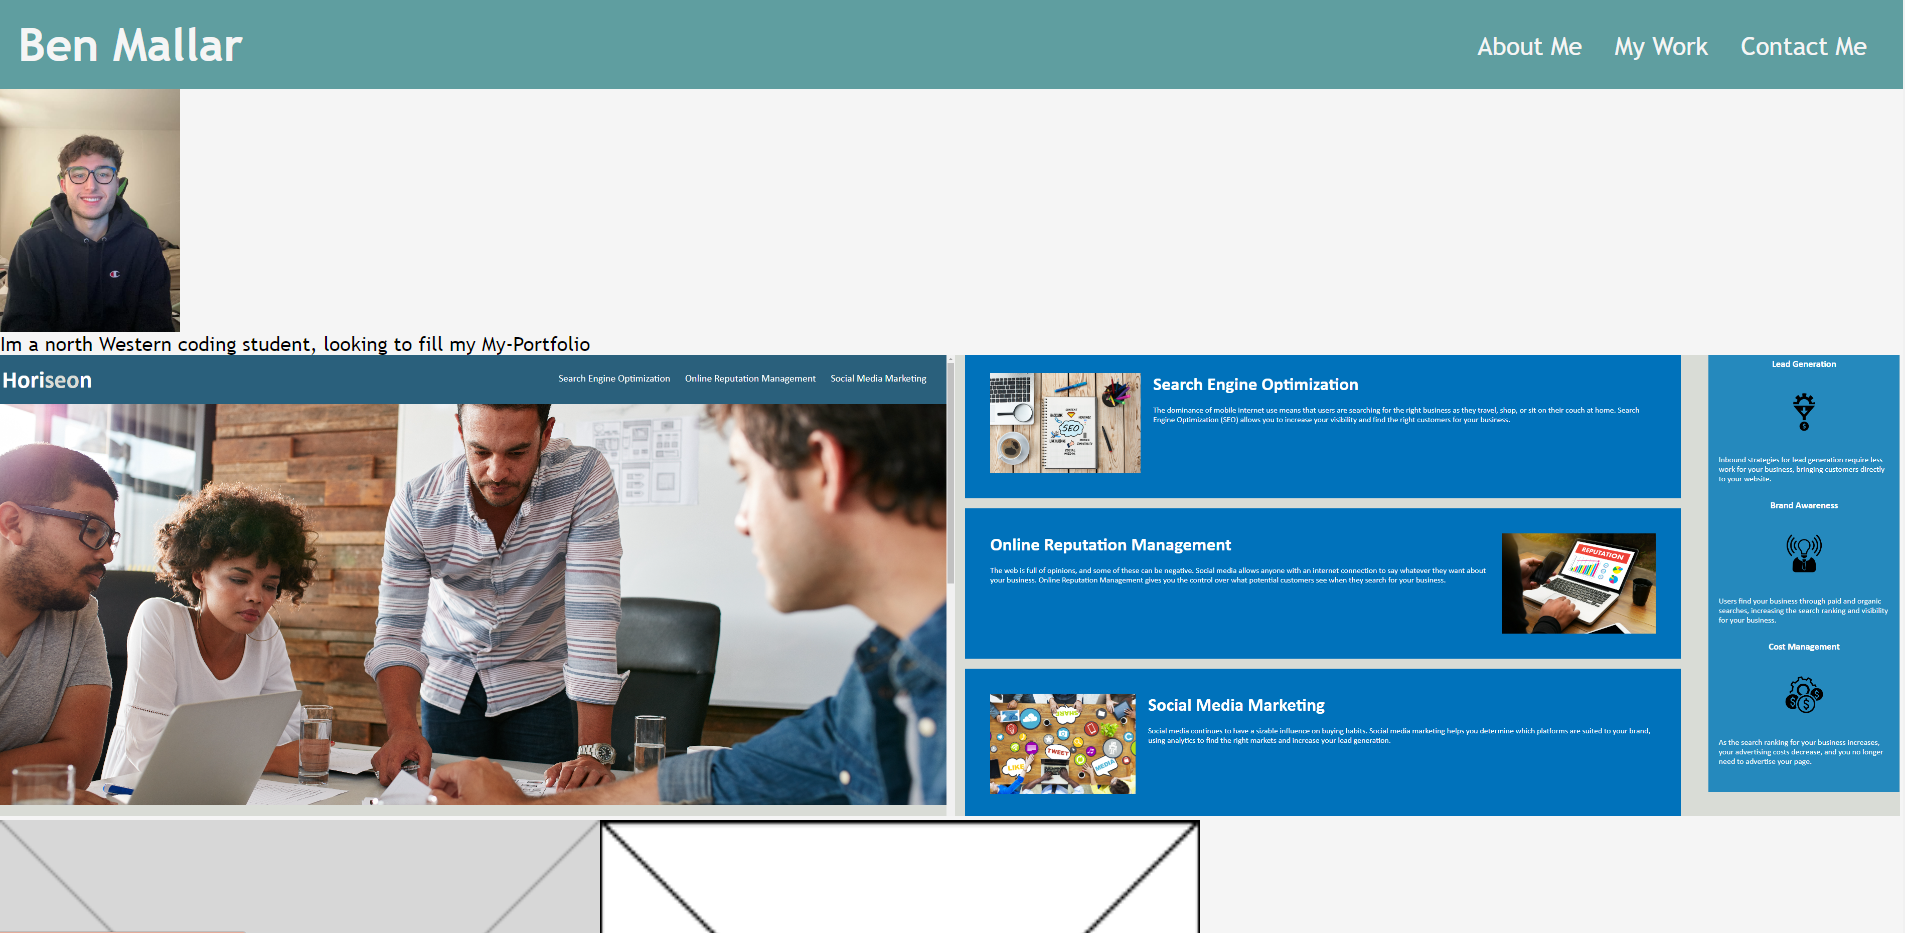 Ben Mallar
About Me
My Work
Contact Me
Im a north Western coding student, looking to fill my My-Portfolio
Horiseon
Search Engine Optimization
Online Reputation Management
Social Media Marketing
Search Engine Optimization
The dominance of mobile internet use means that users are searching for the right business as they travel, shop, or sit on their couch at home. Search
Engine Optimization (SEO) allows you to increase your visibility and find the right customers for your business.
SEO
Online Reputation Management
The web is full of opinions, and some of these can be negative. Social media allows anyone with an internet connection to say whatever they want about
your business. Online Reputation Management gives you the control over what potential customers see when they search for your business.
REPUTATION
Social Media Marketing
Social media continues to have a sizable influence on buying habits. Social media marketing helps you determine which platforms are suited to your brand,
using analytics to find the right markets and increase your lead generation.
TWEET
LIKE
MEDIA
Lead Generation
Inbound strategies for lead generation require less
work for your business, bringing customers directly
to your website.
Brand Awareness
Users find your business through paid and organic
searches, increasing the search ranking and visibility
for your business.
Cost Management
As the search ranking for your business increases,
your advertising costs decrease, and you no longer
need to advertise your page.